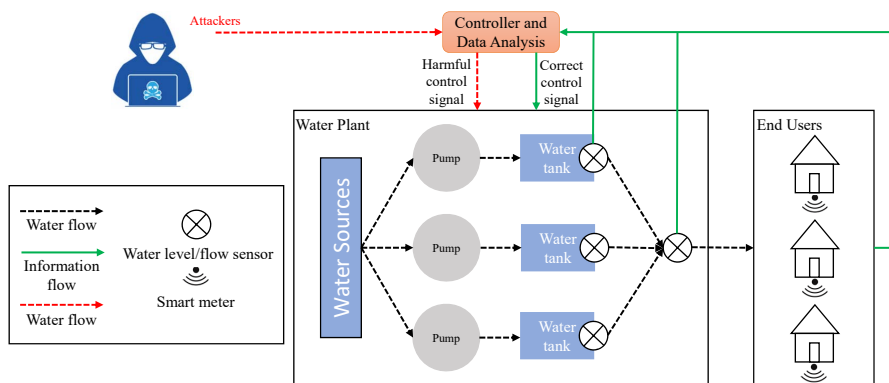 Attackers
Controller and
Data Analysis
Harmful
control
signal
Correct
control
signal
Water Plant
End Users
Water Sources
Pump
Water
tank
Pump
Water
tank
Pump
Water
tank
Water flow
Water level/flow sensor
Information
flow
Smart meter
Water flow